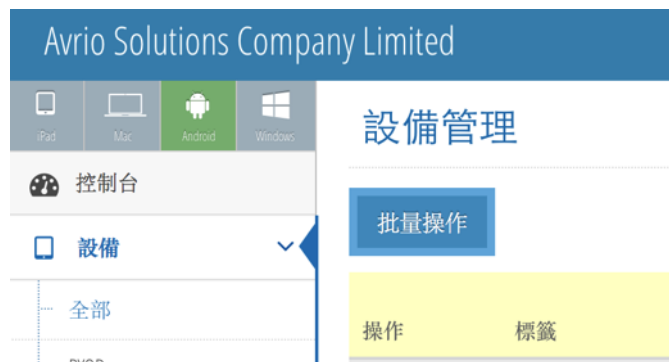 Avrio Solutions Company Limited
iPad
Mac
Android
Windows
控制台
設備
全部
設備管理
批量操作
操作
標籤